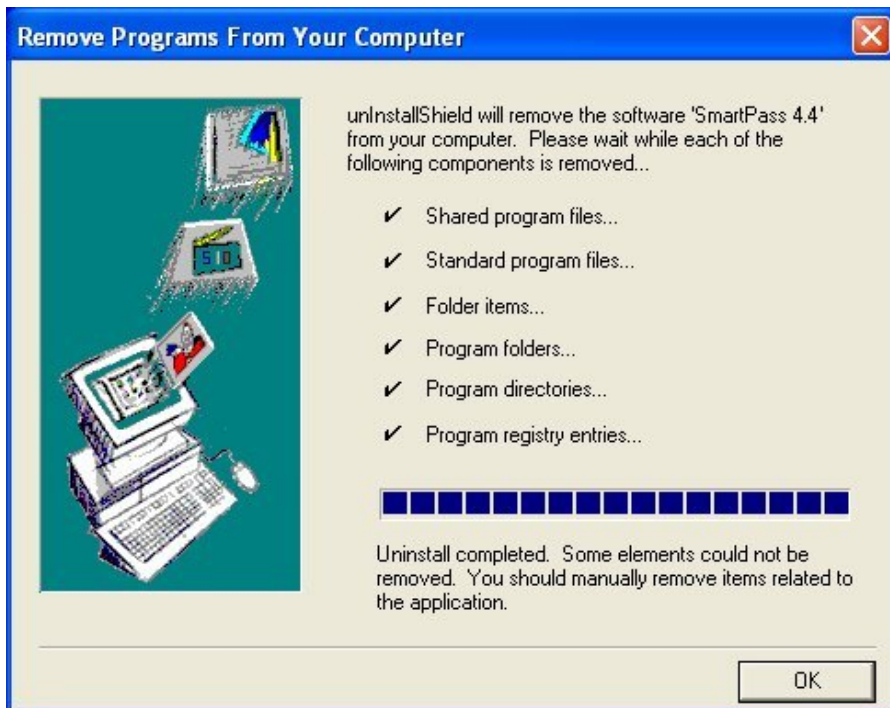 Remove Programs From Your Computer
unInstallShield will remove the software 'SmartPass 4.4'
from your computer. Please wait while each of the
following components is removed...
✔ Shared program files...
✔ Standard program files...
✔ Folder items...
✔ Program folders...
✔ Program directories...
✔ Program registry entries...
Uninstall completed. Some elements could not be
removed. You should manually remove items related to
the application.
OK